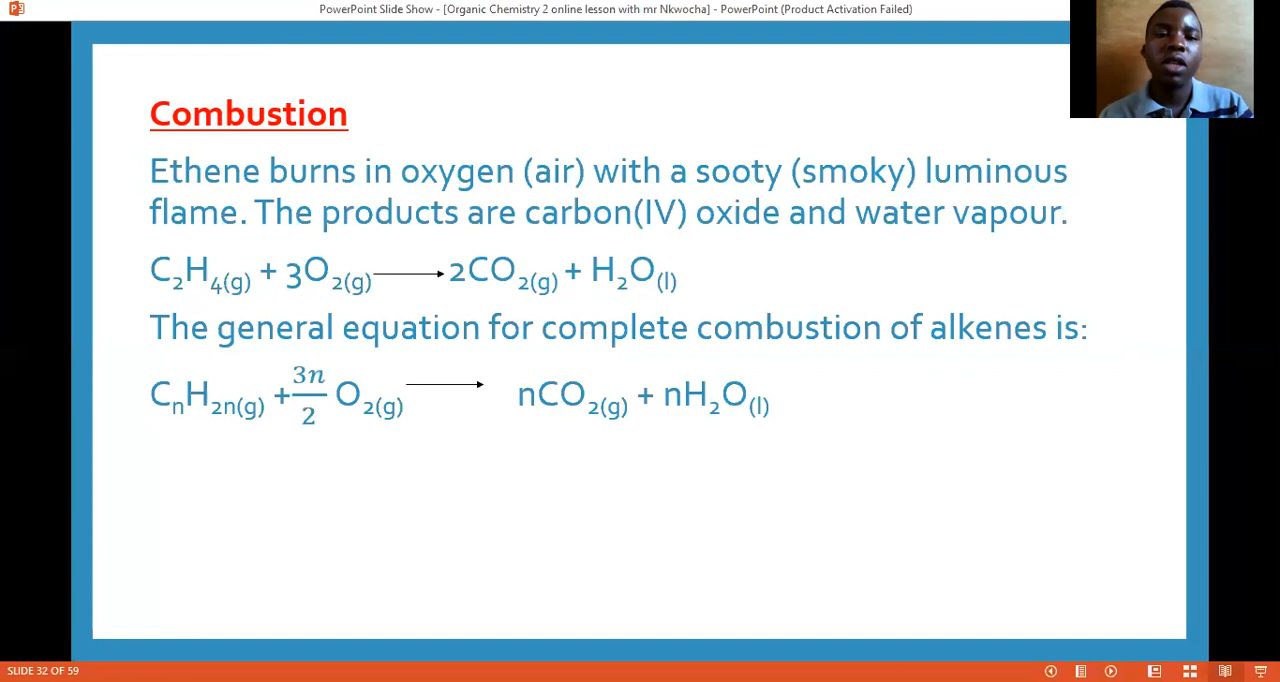 PowerPoint Slide Show - [Organic Chemistry 2 online lesson with mr Nkwocha] - PowerPoint (Product Activation Failed)
Combustion
Ethene burns in oxygen (air) with a sooty (smoky) luminous
flame. The products are carbon(IV) oxide and water vapour.
C₂H₄(g) + 3O₂(g) ⟶ 2CO₂(g) + H₂O(l)
The general equation for complete combustion of alkenes is:
CₙH₂ₙ(g) + 3n/2 O₂(g) ⟶ nCO₂(g) + nH₂O(l)
SLIDE 32 OF 59